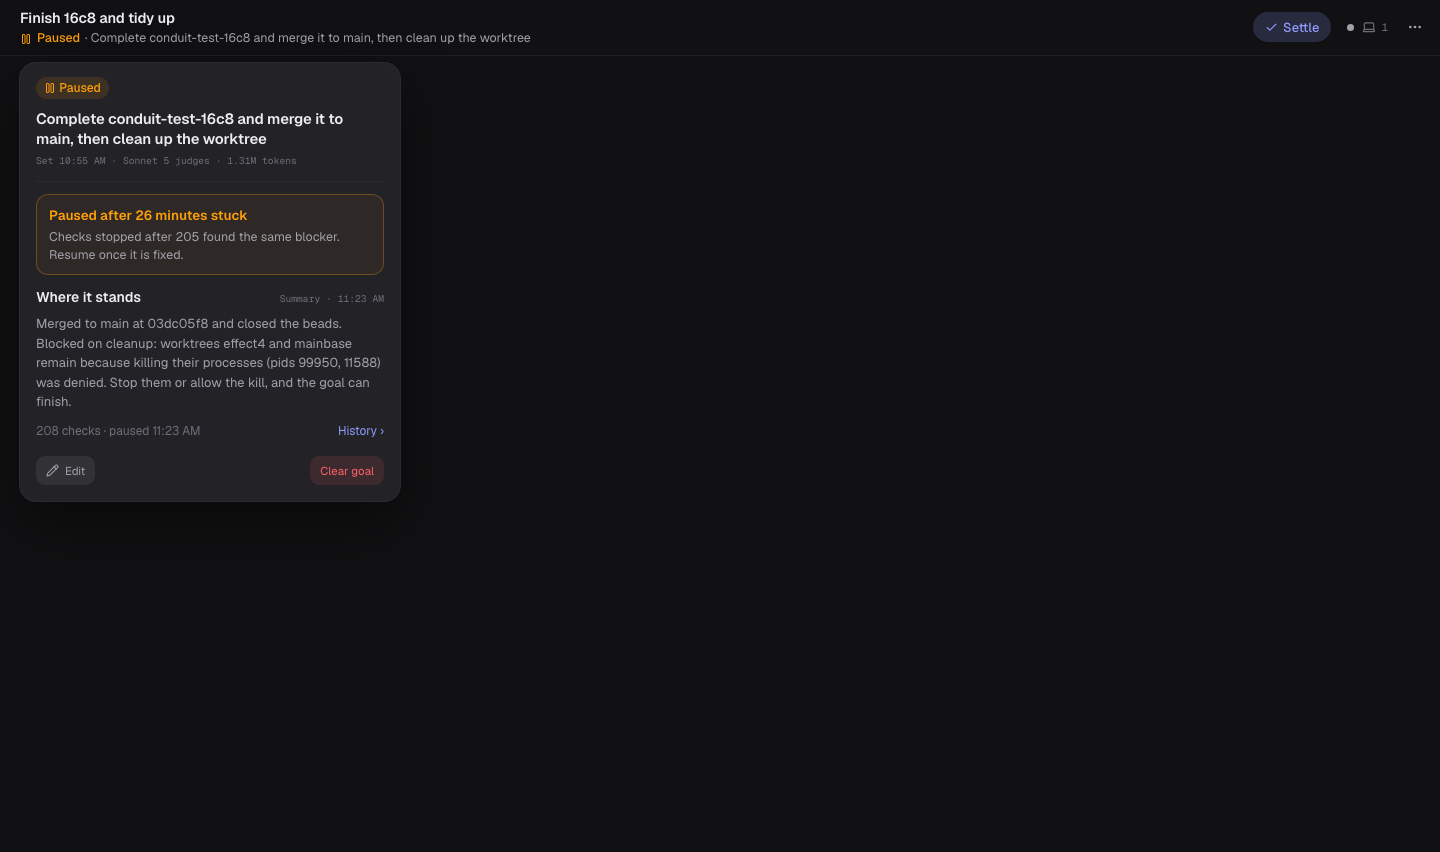 Finish 16c8 and tidy up
Paused · Complete conduit-test-16c8 and merge it to main, then clean up the worktree
Settle
1
Paused
Complete conduit-test-16c8 and merge it to
main, then clean up the worktree
Set 10:55 AM · Sonnet 5 judges · 1.31M tokens
Paused after 26 minutes stuck
Checks stopped after 205 found the same blocker.
Resume once it is fixed.
Where it stands
Summary · 11:23 AM
Merged to main at 03dc05f8 and closed the beads.
Blocked on cleanup: worktrees effect4 and mainbase
remain because killing their processes (pids 99950, 11588)
was denied. Stop them or allow the kill, and the goal can
finish.
208 checks · paused 11:23 AM
History ›
Edit
Clear goal